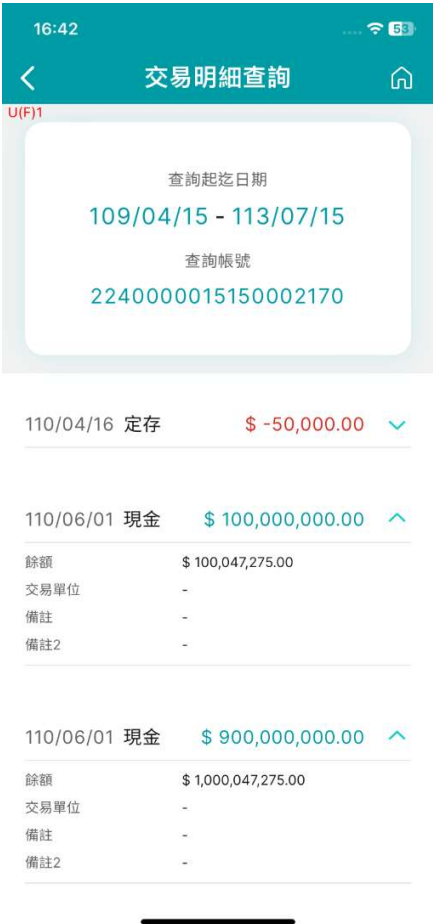 16:42
53
交易明細查詢
U(F)1
查詢起迄日期
109/04/15 - 113/07/15
查詢帳號
2240000015150002170
110/04/16 定存 $ -50,000.00
110/06/01 現金 $ 100,000,000.00
餘額 $ 100,047,275.00
交易單位 -
備註 -
備註2 -
110/06/01 現金 $ 900,000,000.00
餘額 $ 1,000,047,275.00
交易單位 -
備註 -
備註2 -